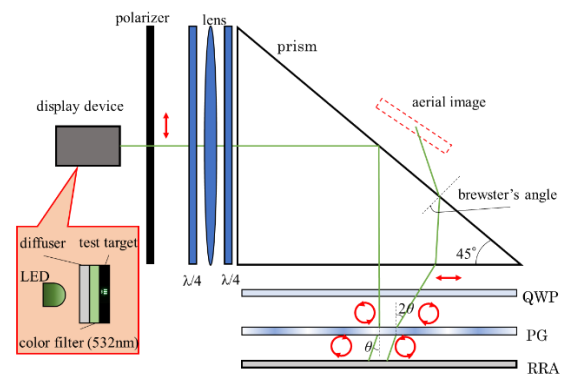 polarizer
lens
prism
display device
aerial image
brewster's angle
diffuser
test target
LED
color filter (532nm)
λ/4
λ/4
45°
QWP
2θ
PG
θ
RRA